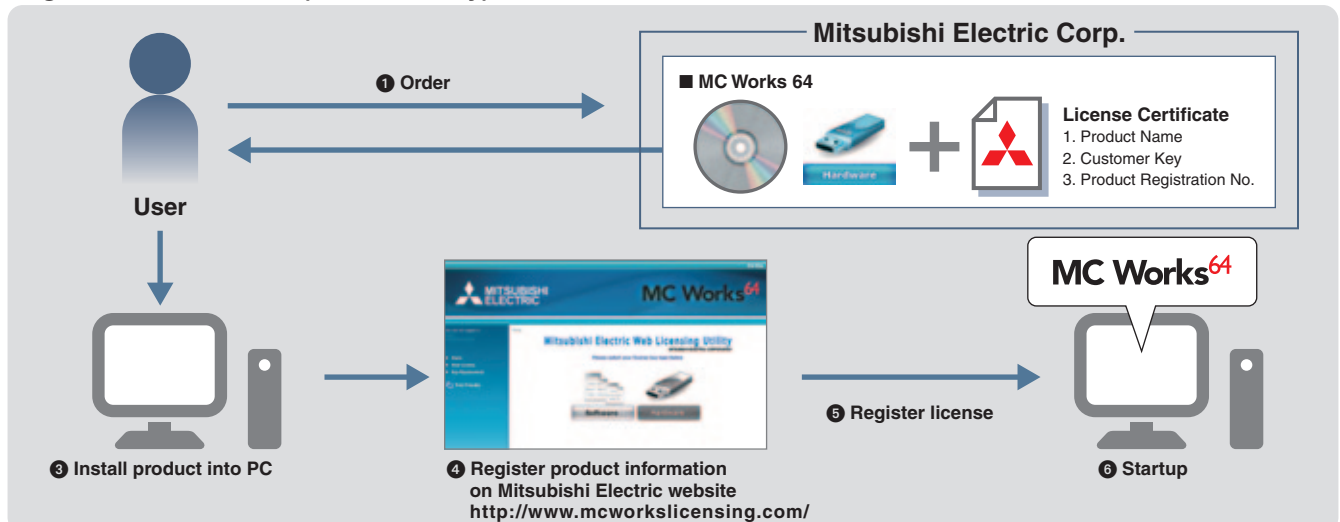 Mitsubishi Electric Corp.
❶ Order
■ MC Works 64
Hardware
License Certificate
1. Product Name
2. Customer Key
3. Product Registration No.
User
MITSUBISHI
ELECTRIC
MC Works64
Mitsubishi Electric Web Licensing Utility
Software
Hardware
MC Works64
❺ Register license
❸ Install product into PC
❹ Register product information
on Mitsubishi Electric website
http://www.mcworkslicensing.com/
❻ Startup